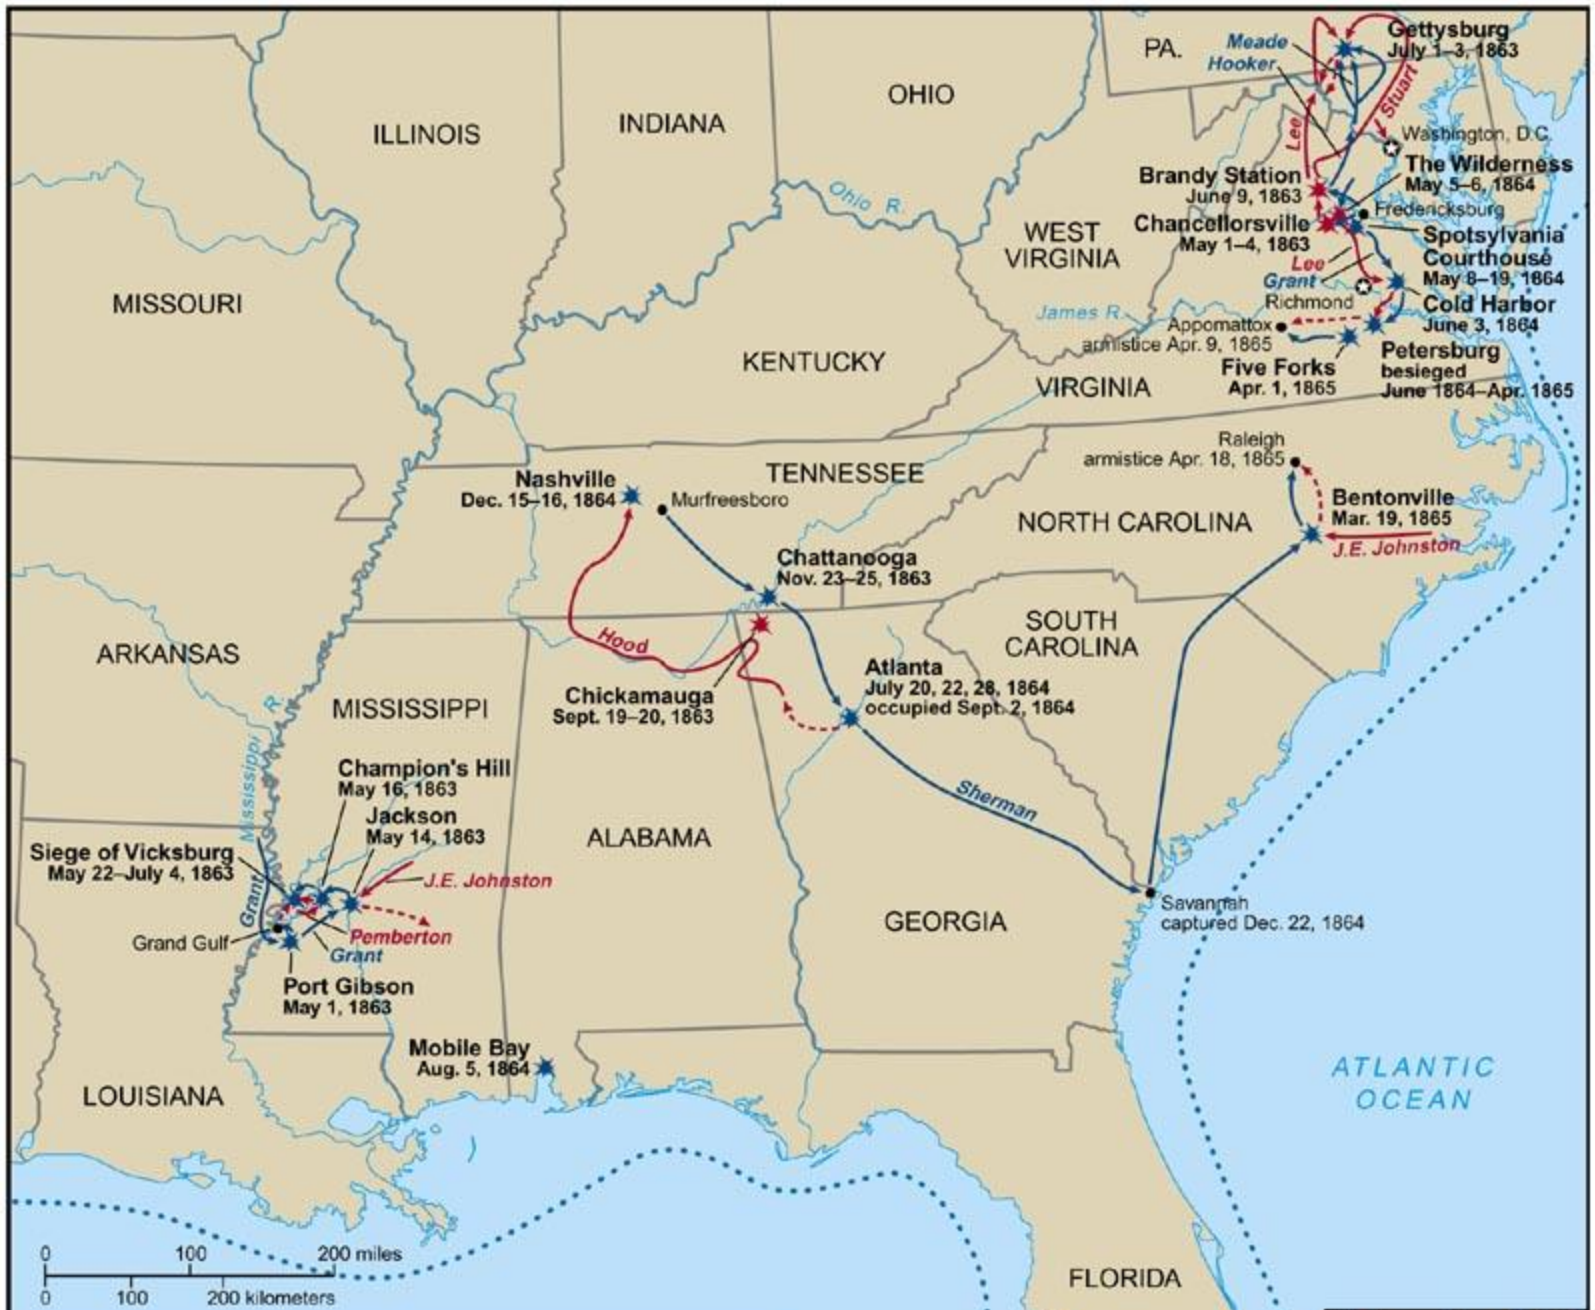 PA.
Meade
Hooker
Gettysburg
July 1–3, 1863
Stuart
Lee
Washington, D.C.
The Wilderness
May 5–6, 1864
Brandy Station
June 9, 1863
Fredericksburg
Chancellorsville
May 1–4, 1863
Spotsylvania
Courthouse
May 8–19, 1864
Lee
Grant
Richmond
Cold Harbor
June 3, 1864
James R.
Appomattox
armistice Apr. 9, 1865
Petersburg
besieged
June 1864–Apr. 1865
Five Forks
Apr. 1, 1865
OHIO
INDIANA
ILLINOIS
Ohio R.
WEST
VIRGINIA
MISSOURI
KENTUCKY
VIRGINIA
Raleigh
armistice Apr. 18, 1865
TENNESSEE
Nashville
Dec. 15–16, 1864
Murfreesboro
Bentonville
Mar. 19, 1865
J.E. Johnston
NORTH CAROLINA
Chattanooga
Nov. 23–25, 1863
SOUTH
CAROLINA
Hood
ARKANSAS
Atlanta
July 20, 22, 28, 1864
occupied Sept. 2, 1864
Chickamauga
Sept. 19–20, 1863
MISSISSIPPI
Mississippi R.
Champion's Hill
May 16, 1863
Jackson
May 14, 1863
Sherman
ALABAMA
Siege of Vicksburg
May 22–July 4, 1863
J.E. Johnston
Grant
GEORGIA
Savannah
captured Dec. 22, 1864
Grand Gulf
Pemberton
Grant
Port Gibson
May 1, 1863
Mobile Bay
Aug. 5, 1864
LOUISIANA
ATLANTIC
OCEAN
FLORIDA
0 100 200 miles
0 100 200 kilometers